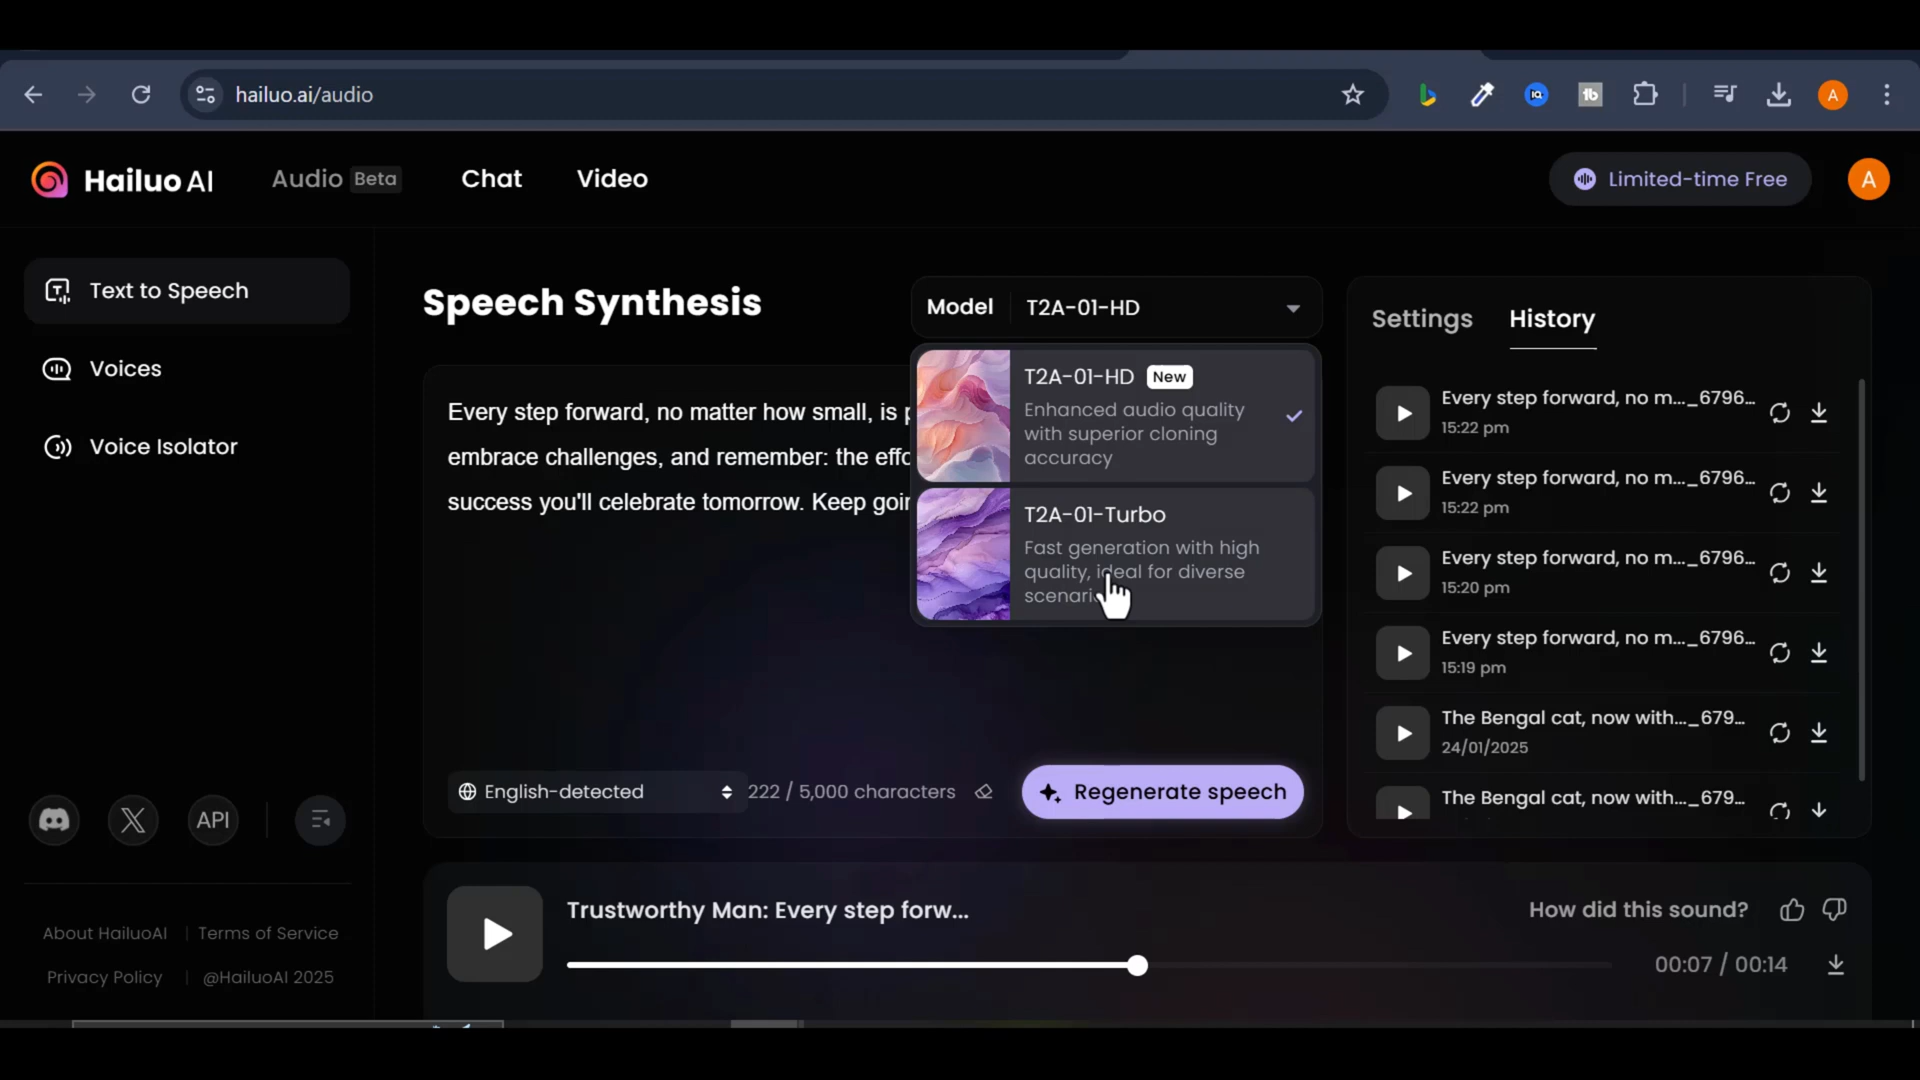 hailuo.ai/audio
A
Hailuo AI
Audio Beta
Chat
Video
Limited-time Free
A
Text to Speech
Voices
Voice Isolator
API
About HailuoAI | Terms of Service
Privacy Policy | @HailuoAI 2025
Speech Synthesis
Model T2A-01-HD
T2A-01-HD New
Enhanced audio quality
with superior cloning
accuracy
T2A-01-Turbo
Fast generation with high
quality, ideal for diverse
Every step forward, no matter how small, is
embrace challenges, and remember: the
success you'll celebrate tomorrow. Keep
English-detected
222 / 5,000 characters
Regenerate speech
Settings
History
Every step forward, no m..._6796...
15:22 pm
Every step forward, no m..._6796...
15:22 pm
Every step forward, no m..._6796...
15:20 pm
Every step forward, no m..._6796...
15:19 pm
The Bengal cat, now with..._679...
24/01/2025
The Bengal cat, now with..._679...
Trustworthy Man: Every step forw...
How did this sound?
00:07 / 00:14